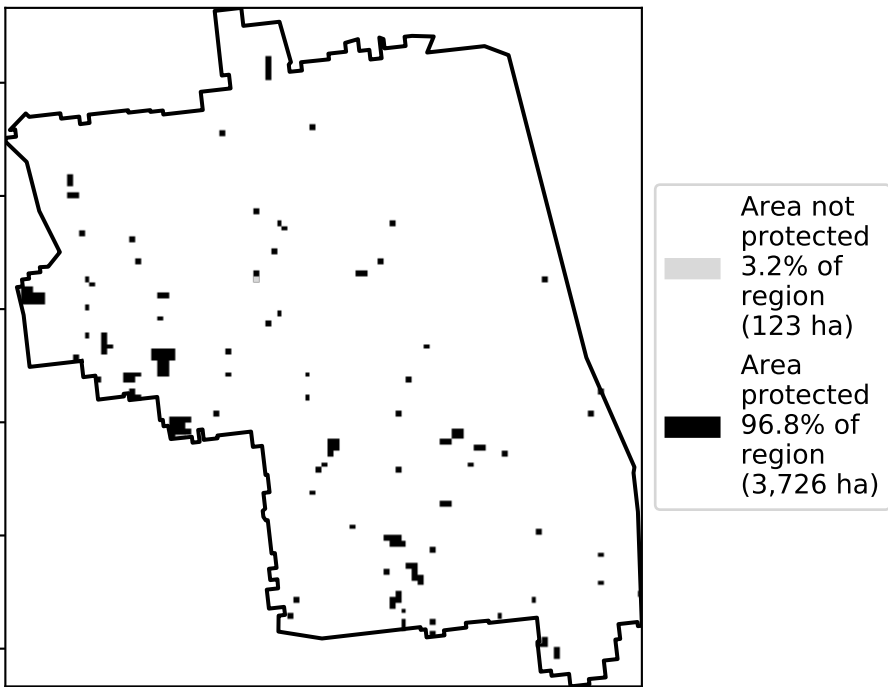 Area not
protected
3.2% of
region
(123 ha)
Area
protected
96.8% of
region
(3,726 ha)